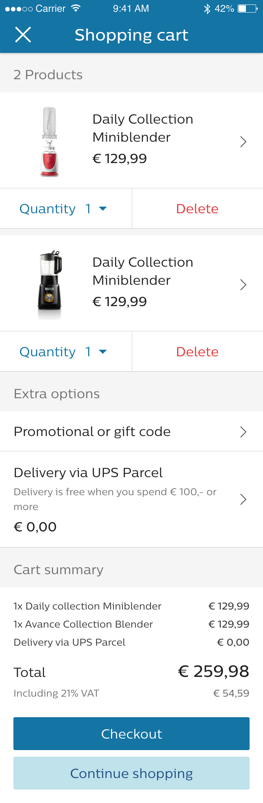 Carrier 9:41 AM 42%
Shopping cart
2 Products
Daily Collection
Miniblender
€ 129,99
Quantity 1 Delete
Daily Collection
Miniblender
€ 129,99
Quantity 1 Delete
Extra options
Promotional or gift code
Delivery via UPS Parcel
Delivery is free when you spend € 100,- or
more
€ 0,00
Cart summary
1x Daily collection Miniblender € 129,99
1x Avance Collection Blender € 129,99
Delivery via UPS Parcel € 0,00
Total € 259,98
Including 21% VAT € 54,59
Checkout
Continue shopping